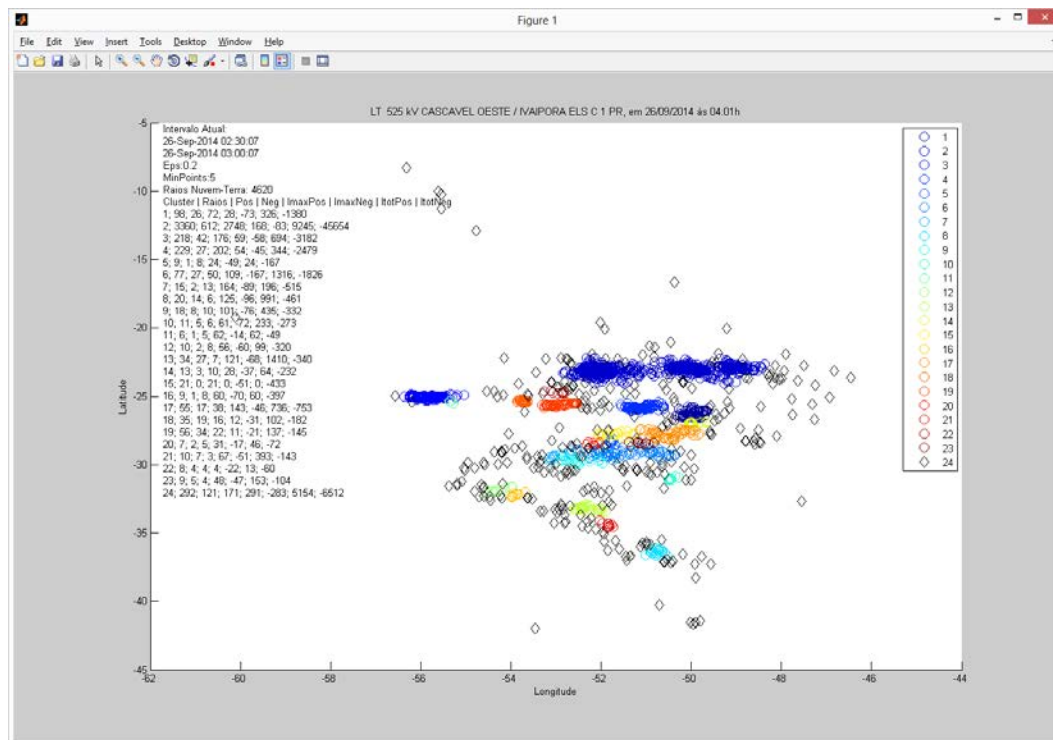 Figure 1
File Edit View Insert Tools Desktop Window Help
LT 525 kV CASCAVEL OESTE / IVAIPORA ELS C 1 PR, em 26/09/2014 às 04:01h
Intervalo Atual:
26-Sep-2014 02:30:07
26-Sep-2014 03:00:07
Eps:0.2
MinPoints:5
Raios Nuvem-Terra: 4620
Cluster | Raios | Pos | Neg | ImaxPos | ImaxNeg | ItotPos | ItotNeg
1; 98; 26; 72; 28; -73; 326; -1380
2; 3360; 612; 2748; 168; -83; 9245; -45654
3; 218; 42; 176; 59; -58; 694; -3182
4; 229; 27; 202; 54; -45; 344; -2479
5; 9; 1; 8; 24; -49; 24; -167
6; 77; 27; 50; 109; -167; 1316; -1826
7; 15; 2; 13; 164; -89; 196; -515
8; 20; 14; 6; 125; -96; 991; -461
9; 18; 8; 10; 101; -76; 435; -332
10; 11; 5; 6; 61; -72; 233; -273
11; 6; 1; 5; 62; -14; 62; -49
12; 10; 2; 8; 56; -60; 99; -320
13; 34; 27; 7; 121; -68; 1410; -340
14; 13; 3; 10; 28; -37; 64; -232
15; 21; 0; 21; 0; -51; 0; -433
16; 9; 1; 8; 60; -70; 60; -397
17; 55; 17; 38; 143; -46; 736; -753
18; 35; 19; 16; 12; -31; 102; -182
19; 56; 34; 22; 11; -21; 137; -145
20; 7; 2; 5; 31; -17; 46; -72
21; 10; 7; 3; 67; -51; 393; -143
22; 8; 4; 4; 4; -22; 13; -60
23; 9; 5; 4; 48; -47; 153; -104
24; 292; 121; 171; 291; -283; 5154; -6512
1
2
3
4
5
6
7
8
9
10
11
12
13
14
15
16
17
18
19
20
21
22
23
24
-5
-10
-15
-20
-25
-30
-35
-40
-45
Latitude
-62 -60 -58 -56 -54 -52 -50 -48 -46 -44
Longitude